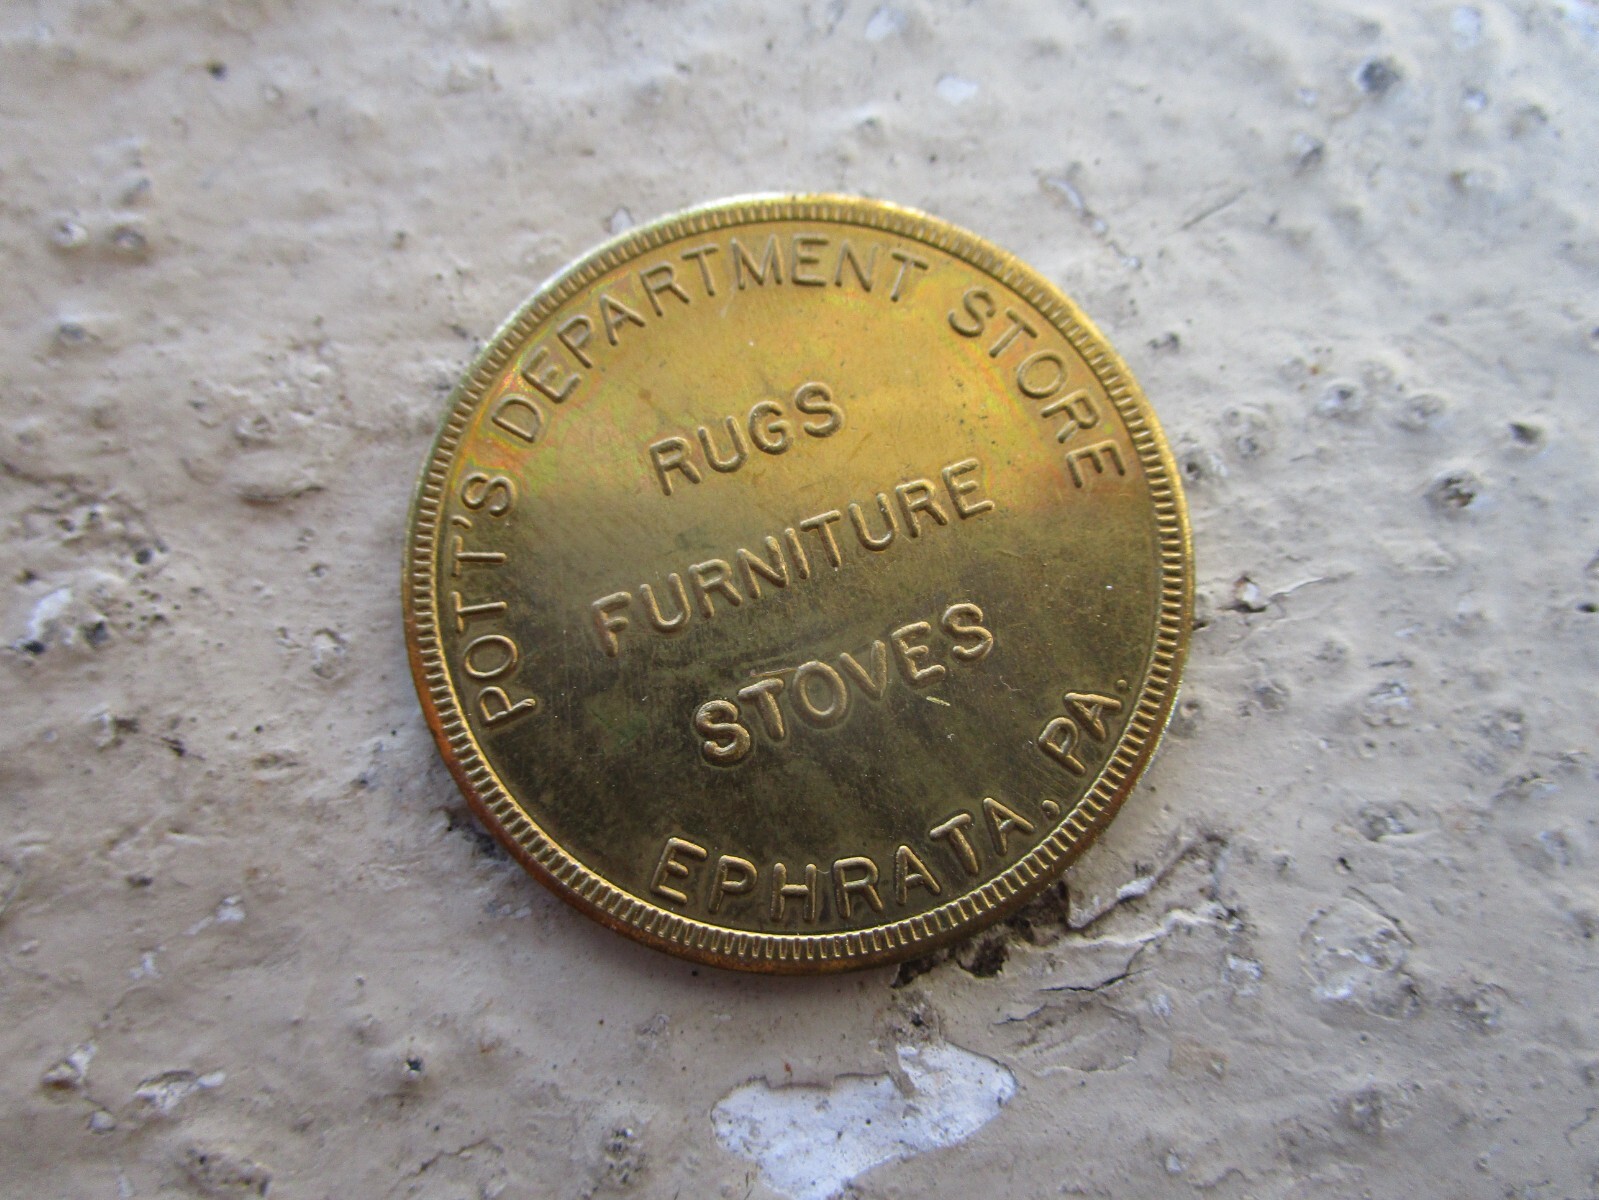 POTT'S DEPARTMENT STORE
RUGS
FURNITURE
STOVES
EPHRATA, PA.